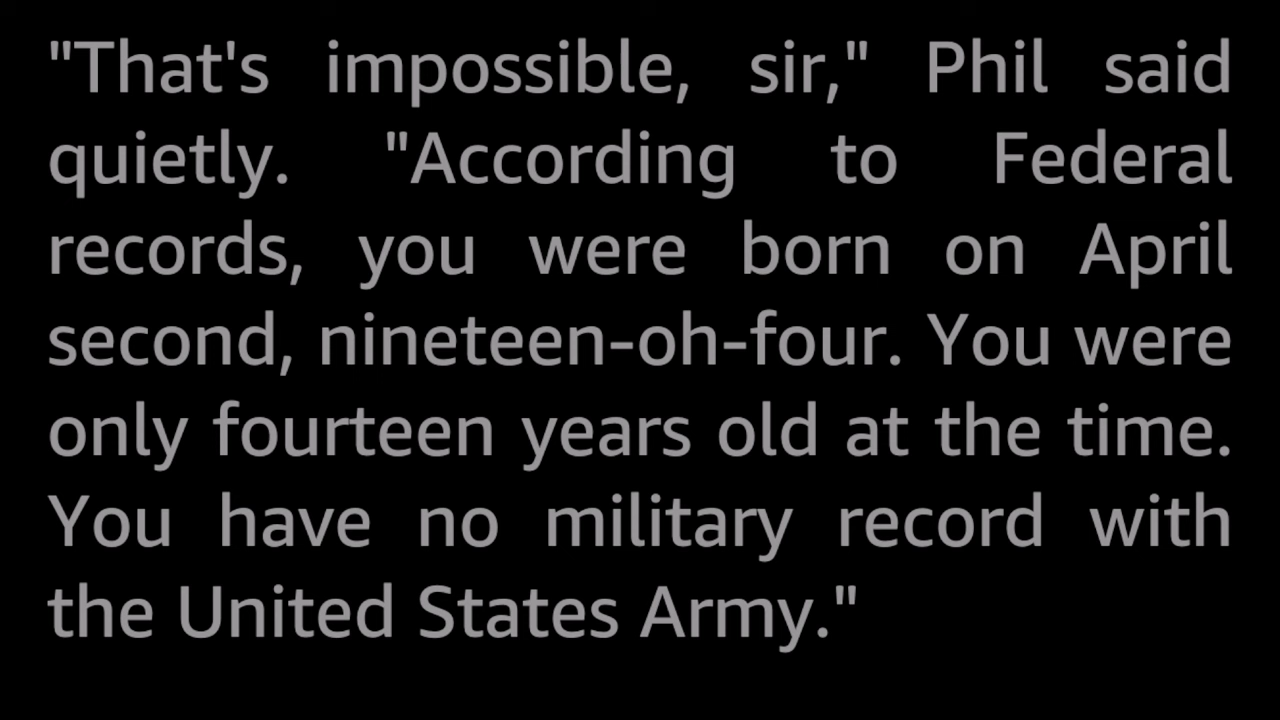 "That's impossible, sir," Phil said
quietly. "According to Federal
records, you were born on April
second, nineteen-oh-four. You were
only fourteen years old at the time.
You have no military record with
the United States Army."